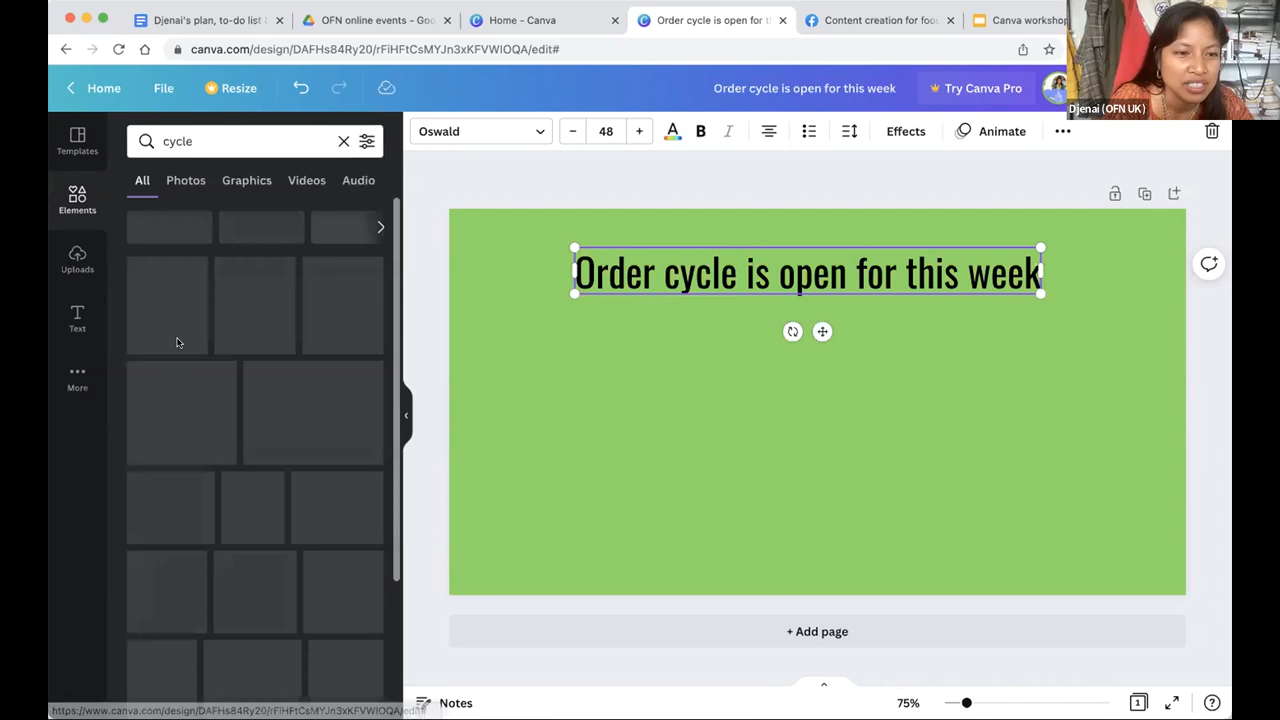 Djenai's plan, to-do list
OFN online events - Goo
Home - Canva
Order cycle is open for t
Content creation for foo
Canva workshop
canva.com/design/DAFHs84Ry20/rFiHFtCsMYJn3xKFVWIOQA/edit#
Home
File
Resize
Order cycle is open for this week
Try Canva Pro
Djenai (OFN UK)
Templates
Elements
Uploads
Text
More
cycle
All
Photos
Graphics
Videos
Audio
Oswald
48
A
B
I
Effects
Animate
Order cycle is open for this week
+ Add page
Notes
75%
1
https://www.canva.com/design/DAFHs84Ry20/rFiHFtCsMYJn3xKFVWIOQA/edit#